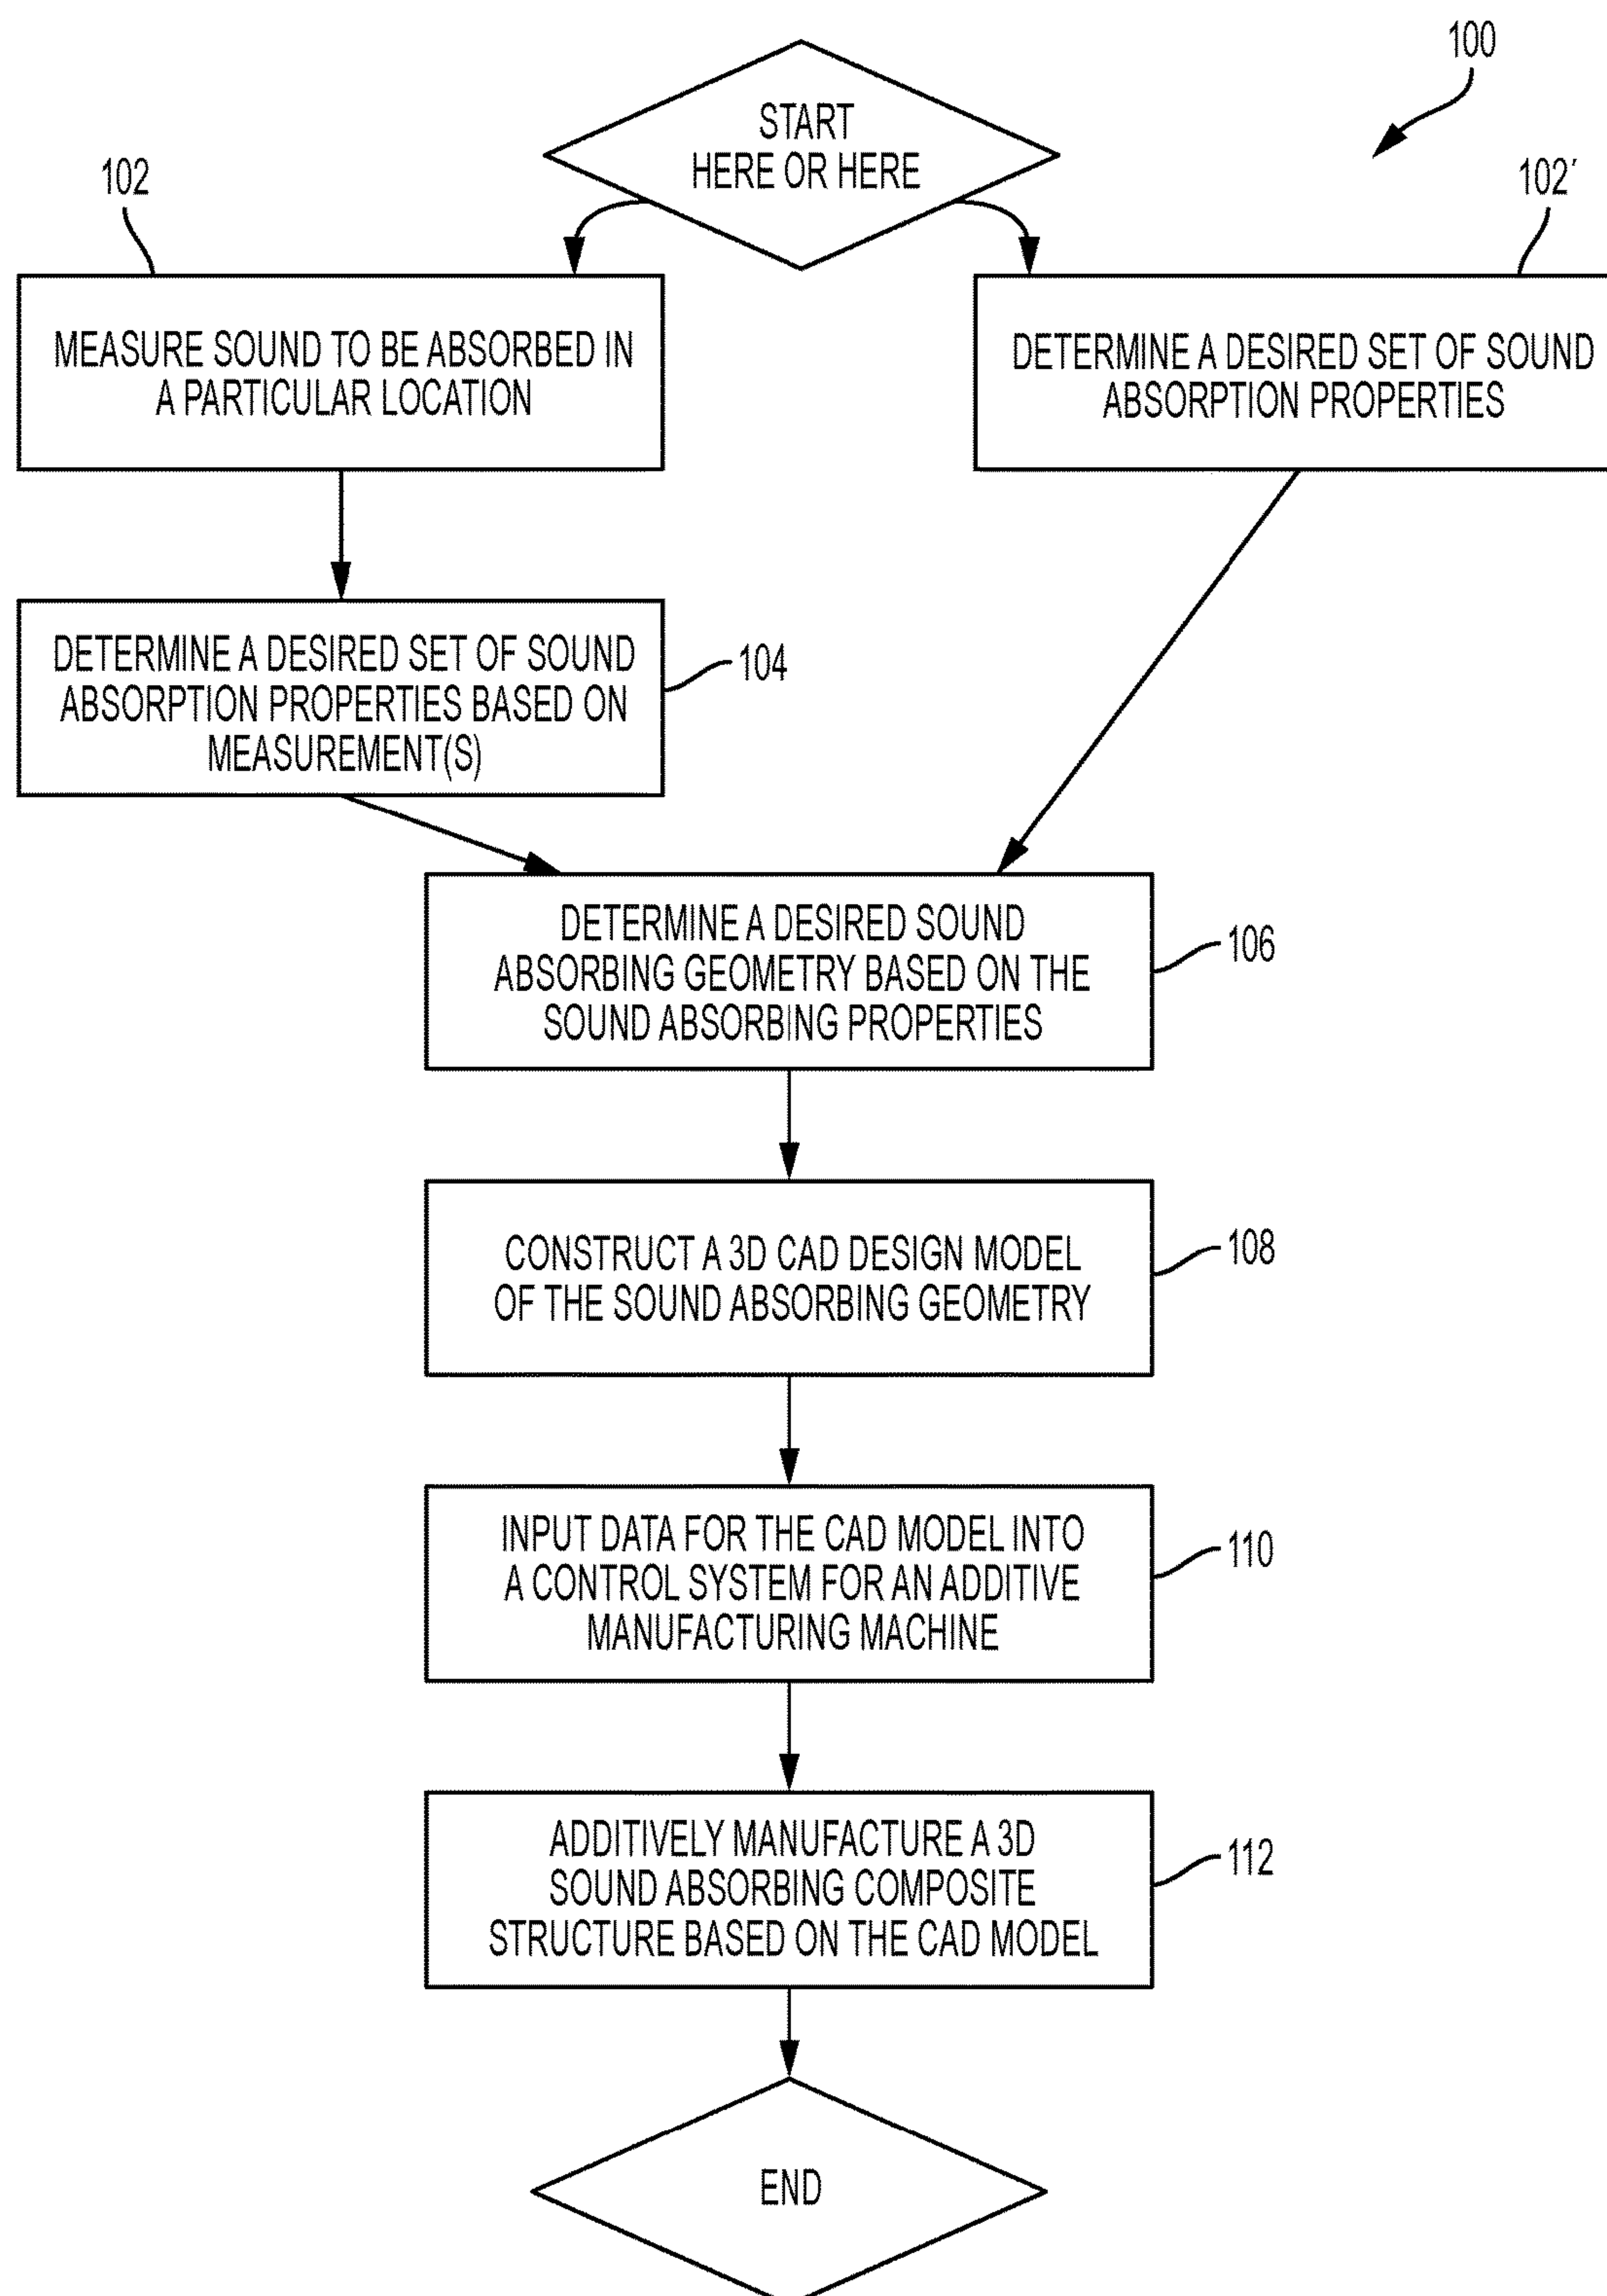 100
START
HERE OR HERE
102
102′
MEASURE SOUND TO BE ABSORBED IN
A PARTICULAR LOCATION
DETERMINE A DESIRED SET OF SOUND
ABSORPTION PROPERTIES
DETERMINE A DESIRED SET OF SOUND
ABSORPTION PROPERTIES BASED ON
MEASUREMENT(S)
104
DETERMINE A DESIRED SOUND
ABSORBING GEOMETRY BASED ON THE
SOUND ABSORBING PROPERTIES
106
CONSTRUCT A 3D CAD DESIGN MODEL
OF THE SOUND ABSORBING GEOMETRY
108
INPUT DATA FOR THE CAD MODEL INTO
A CONTROL SYSTEM FOR AN ADDITIVE
MANUFACTURING MACHINE
110
ADDITIVELY MANUFACTURE A 3D
SOUND ABSORBING COMPOSITE
STRUCTURE BASED ON THE CAD MODEL
112
END